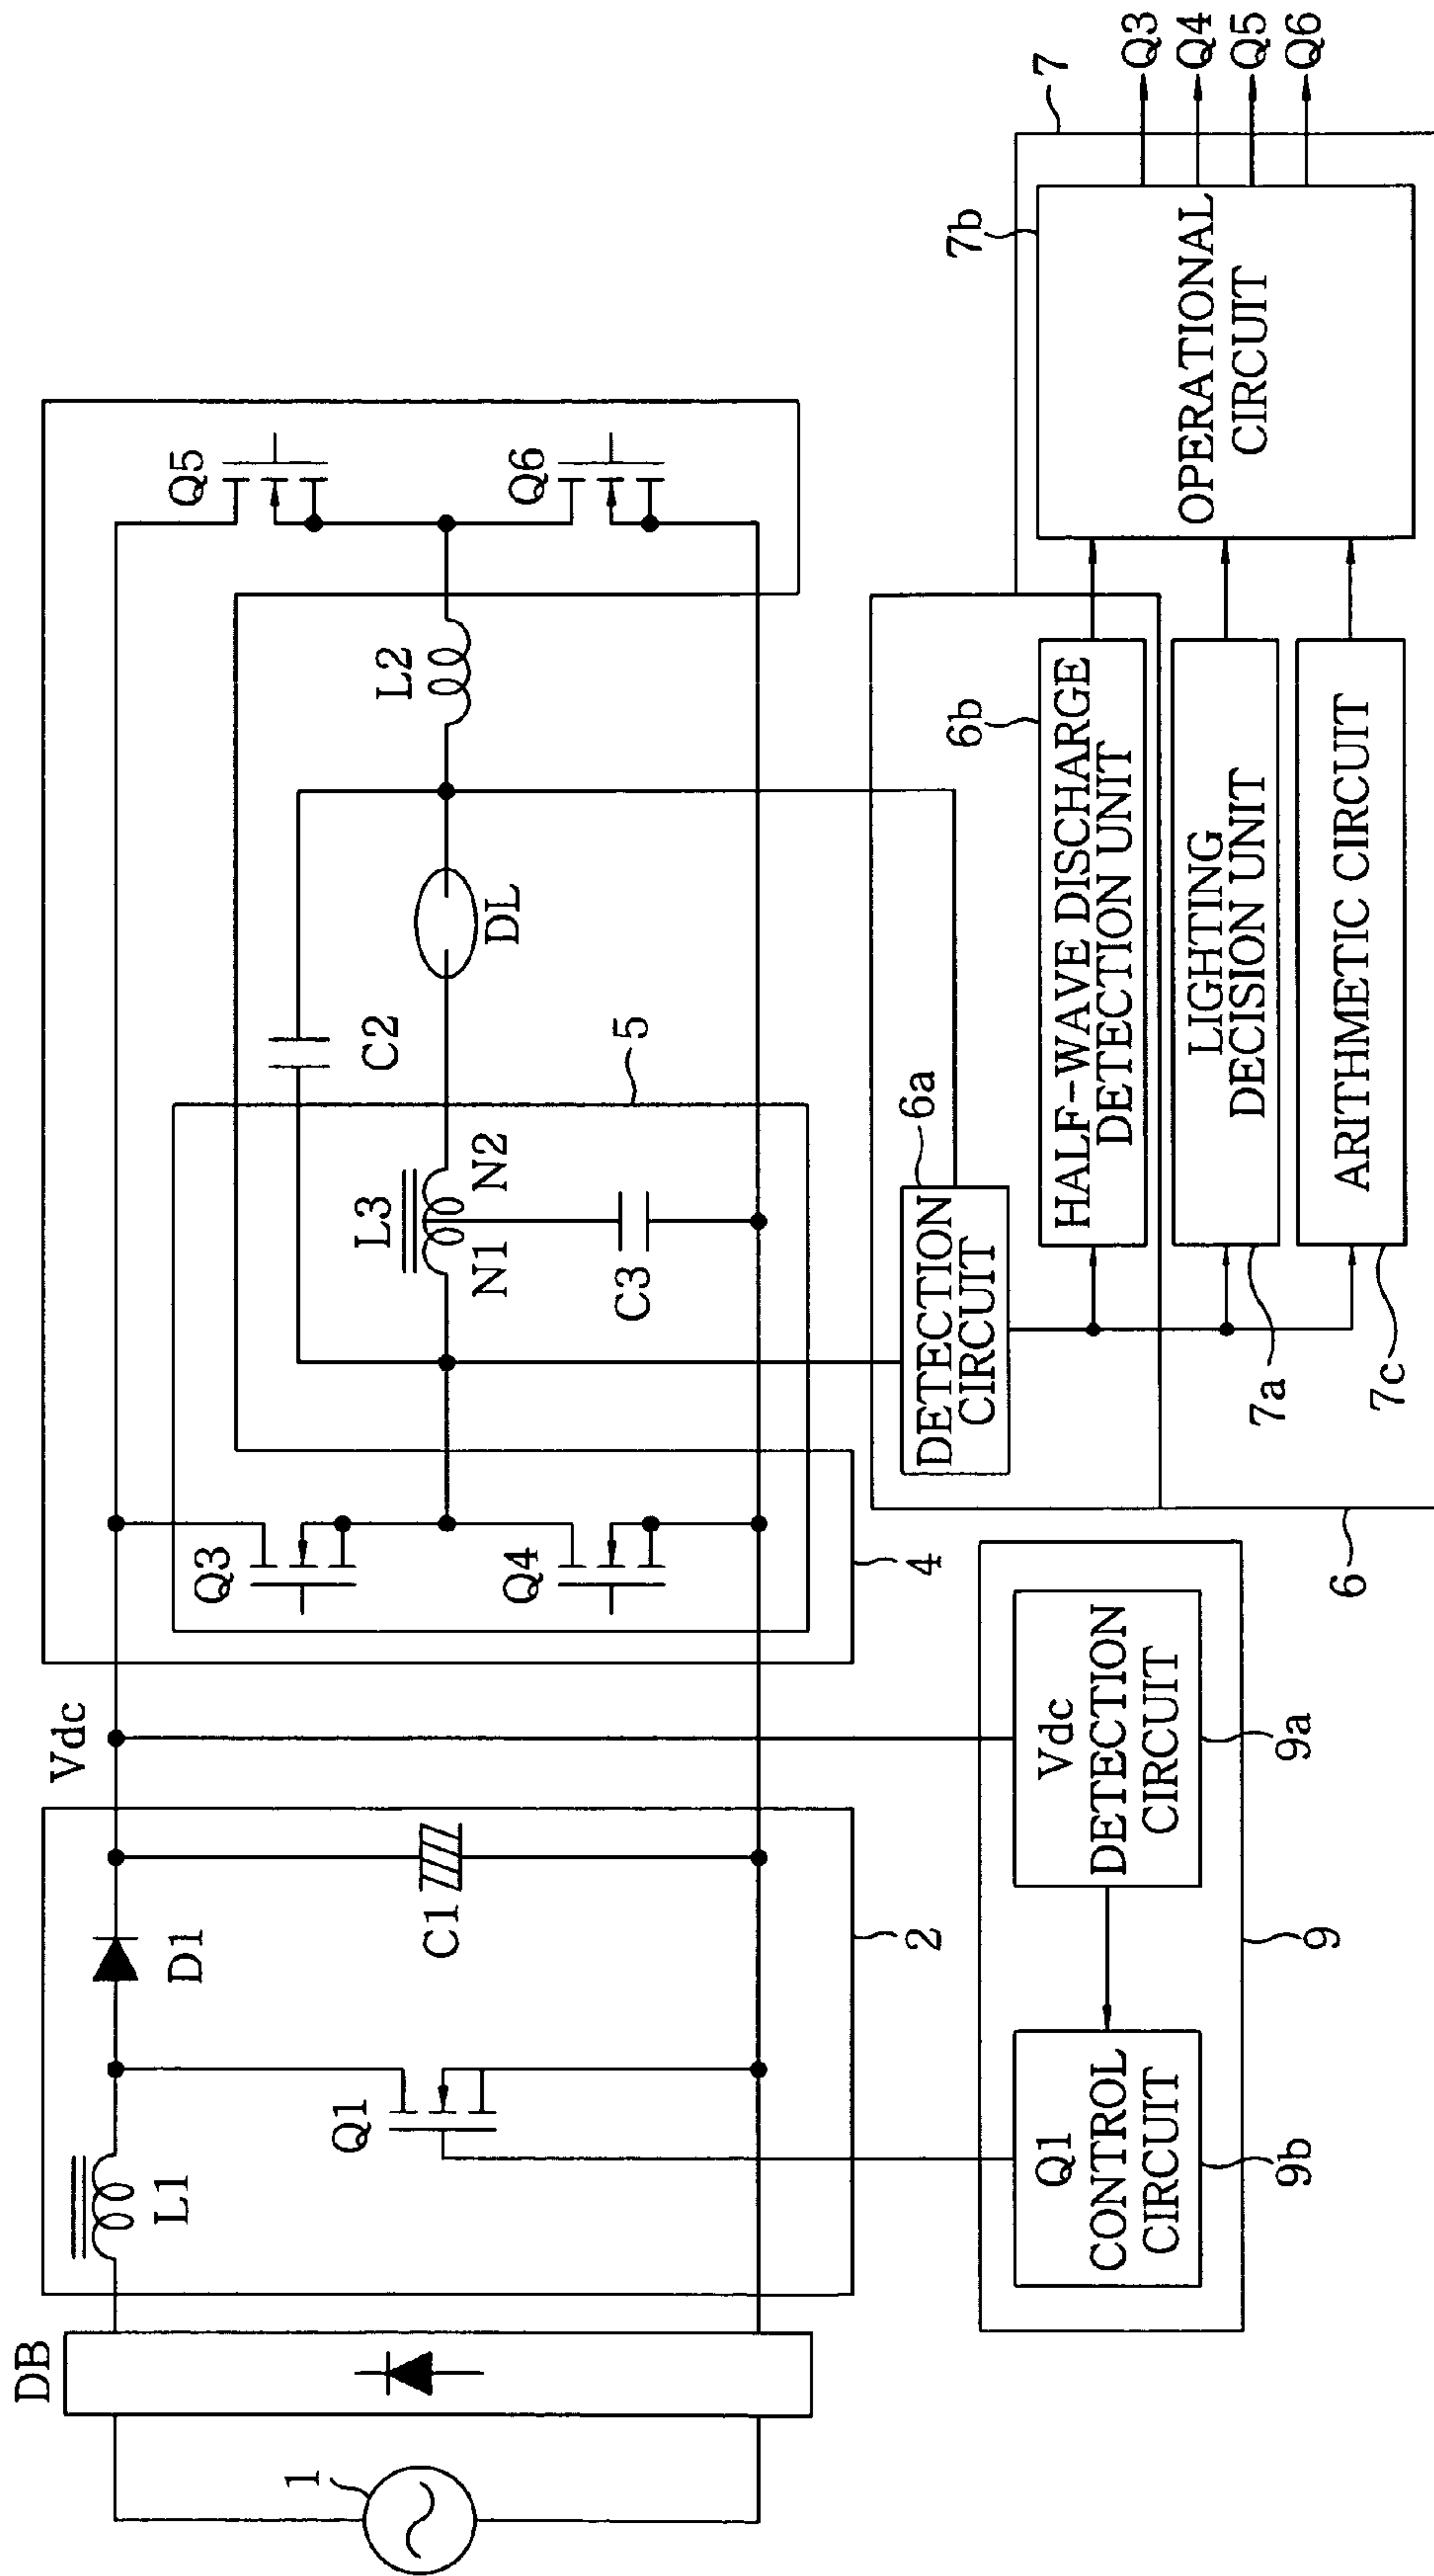 DB
1
L1
D1
Q1
C1
2
Vdc
Q3
Q4
4
L3
N1
N2
C3
5
C2
DL
L2
Q5
Q6
Q1
CONTROL
CIRCUIT
9b
Vdc
DETECTION
CIRCUIT
9a
9
6
DETECTION
CIRCUIT
6a
HALF-WAVE DISCHARGE
DETECTION UNIT
6b
LIGHTING
DECISION UNIT
7a
ARITHMETIC CIRCUIT
7c
OPERATIONAL
CIRCUIT
7b
7
Q3
Q4
Q5
Q6